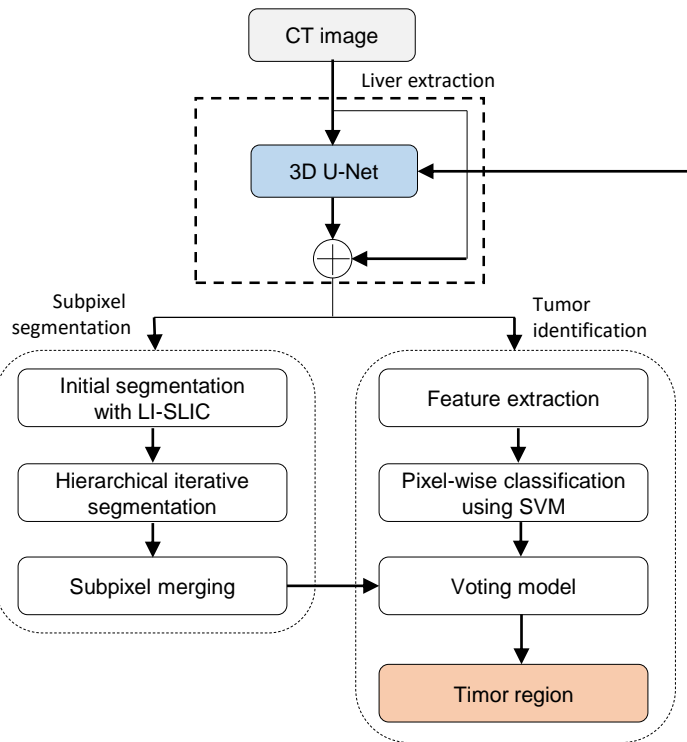 CT image
Liver extraction
3D U-Net
Subpixel
segmentation
Tumor
identification
Initial segmentation
with LI-SLIC
Hierarchical iterative
segmentation
Subpixel merging
Feature extraction
Pixel-wise classification
using SVM
Voting model
Timor region